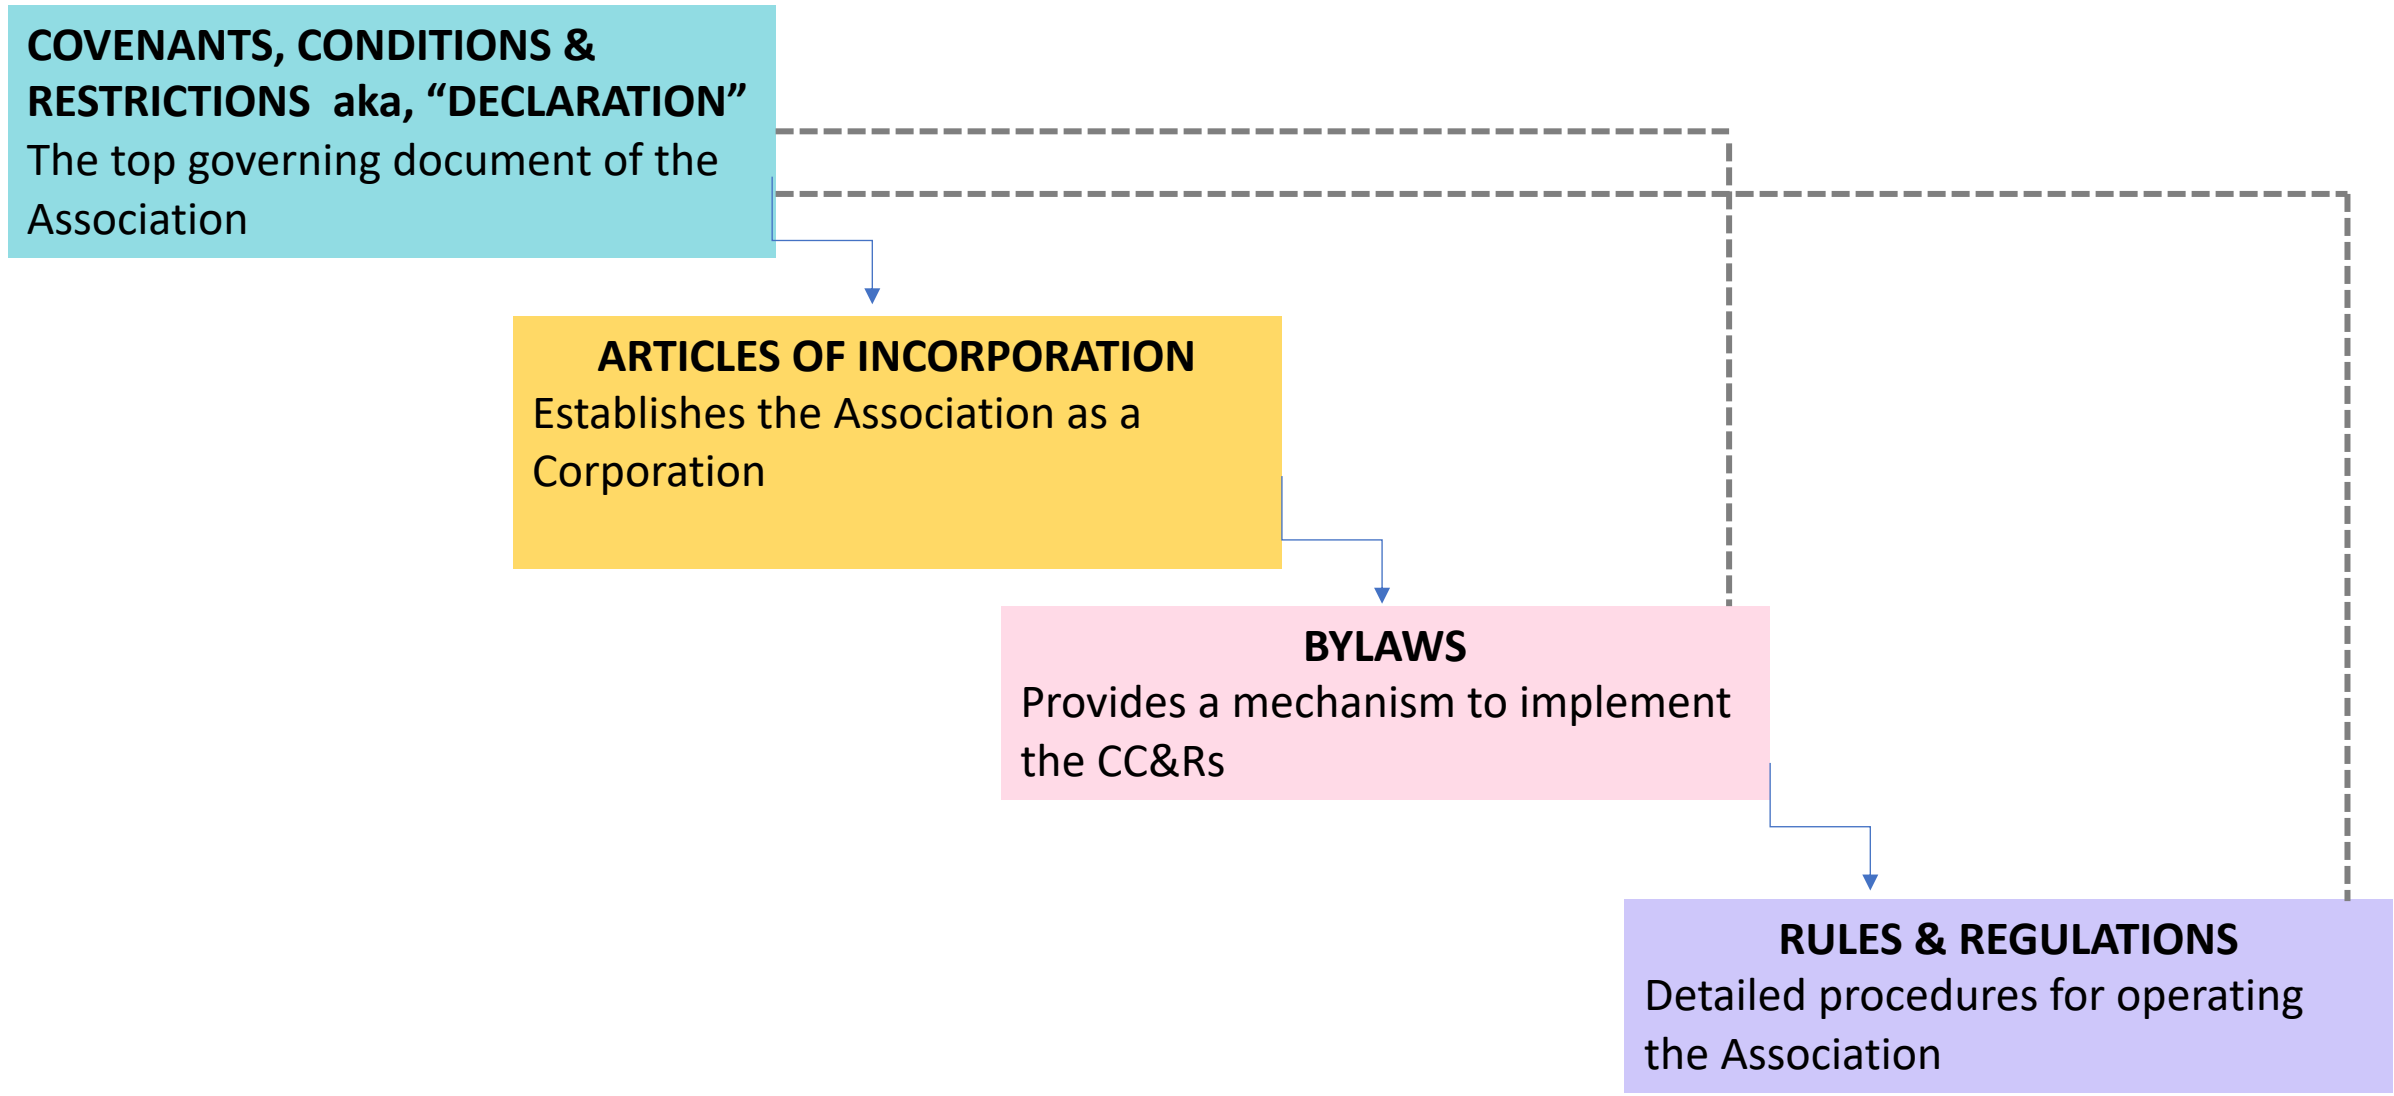 COVENANTS, CONDITIONS &
RESTRICTIONS  aka, “DECLARATION”
The top governing document of the
Association
ARTICLES OF INCORPORATION
Establishes the Association as a
Corporation
BYLAWS
Provides a mechanism to implement
the CC&Rs
RULES & REGULATIONS
Detailed procedures for operating
the Association